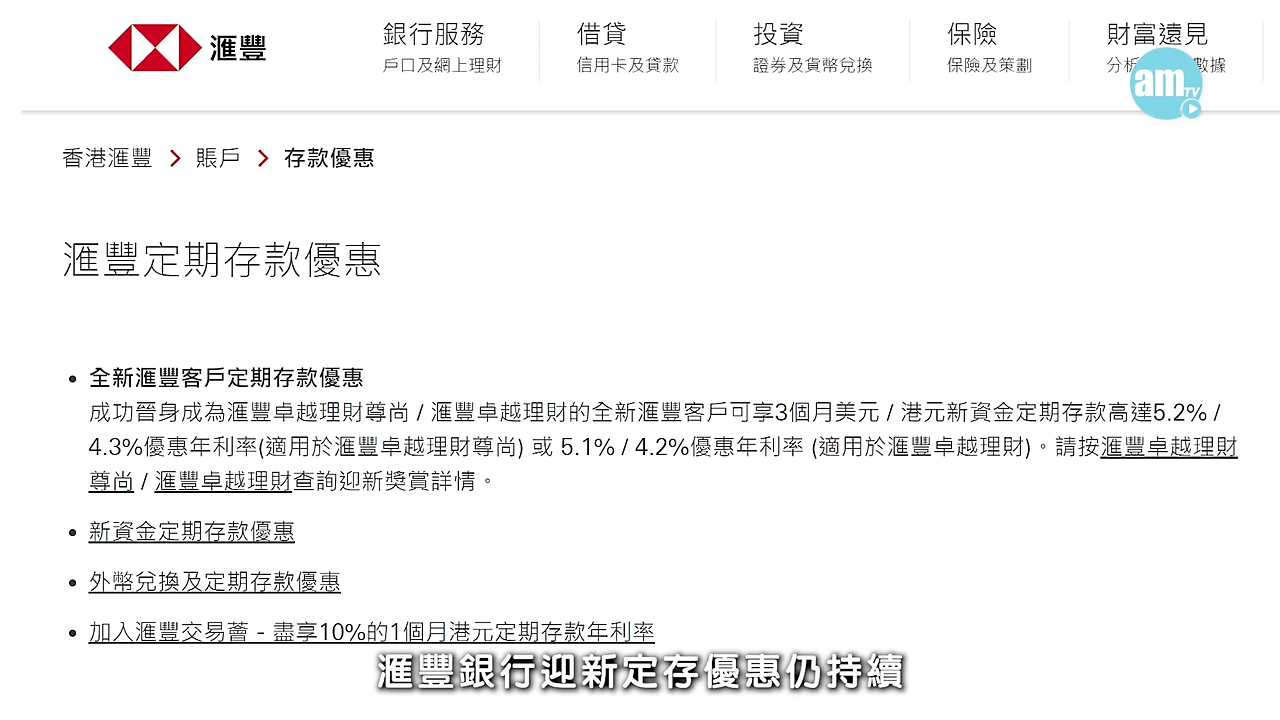 滙豐
銀行服務
戶口及網上理財
借貸
信用卡及貸款
投資
證券及貨幣兌換
保險
保險及策劃
財富遠見
分析 數據
amTV
香港滙豐 > 賬戶 > 存款優惠
滙豐定期存款優惠
全新滙豐客戶定期存款優惠
成功晉身成為滙豐卓越理財尊尚 / 滙豐卓越理財的全新滙豐客戶可享3個月美元 / 港元新資金定期存款高達5.2% /
4.3%優惠年利率(適用於滙豐卓越理財尊尚) 或 5.1% / 4.2%優惠年利率 (適用於滙豐卓越理財)。請按滙豐卓越理財
尊尚 / 滙豐卓越理財查詢迎新獎賞詳情。
新資金定期存款優惠
外幣兌換及定期存款優惠
加入滙豐交易薈 - 盡享10%的1個月港元定期存款年利率
滙豐銀行迎新定存優惠仍持續